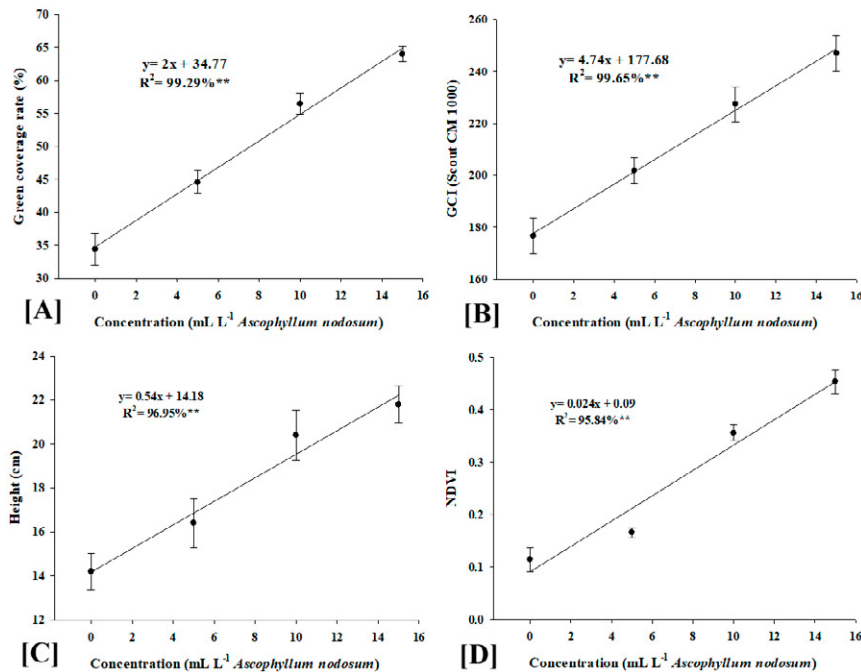 70
65
60
55
50
45
40
35
30
Green coverage rate (%)
y= 2x + 34.77
R²= 99.29%**
0 2 4 6 8 10 12 14 16
[A]
Concentration (mL L⁻¹ Ascophyllum nodosum)
260
240
220
200
180
160
GCI (Scout CM 1000)
y= 4.74x + 177.68
R²= 99.65%**
0 2 4 6 8 10 12 14 16
[B]
Concentration (mL L⁻¹ Ascophyllum nodosum)
24
22
20
18
16
14
12
Height (cm)
y= 0.54x + 14.18
R²= 96.95%**
0 2 4 6 8 10 12 14 16
[C]
Concentration (mL L⁻¹ Ascophyllum nodosum)
0.5
0.4
0.3
0.2
0.1
0.0
NDVI
y= 0.024x + 0.09
R²= 95.84%**
0 2 4 6 8 10 12 14 16
[D]
Concentration (mL L⁻¹ Ascophyllum nodosum)